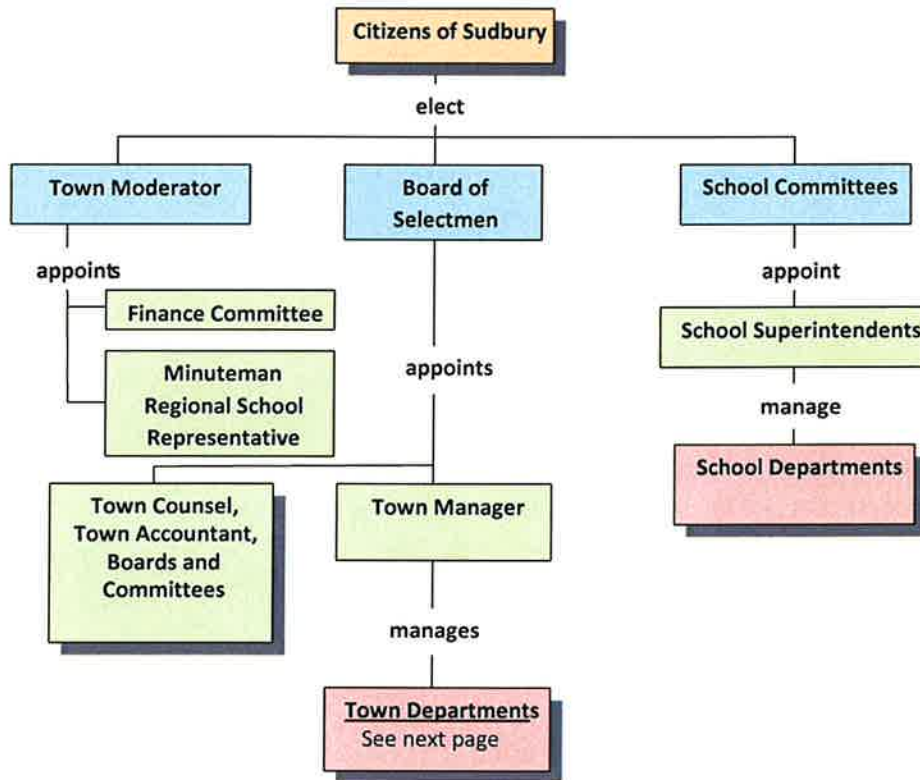 Citizens of Sudbury
elect
Town Moderator
Board of
Selectmen
School Committees
appoints
Finance Committee
Minuteman
Regional School
Representative
appoints
Town Counsel,
Town Accountant,
Boards and
Committees
Town Manager
manages
Town Departments
See next page
appoint
School Superintendents
manage
School Departments